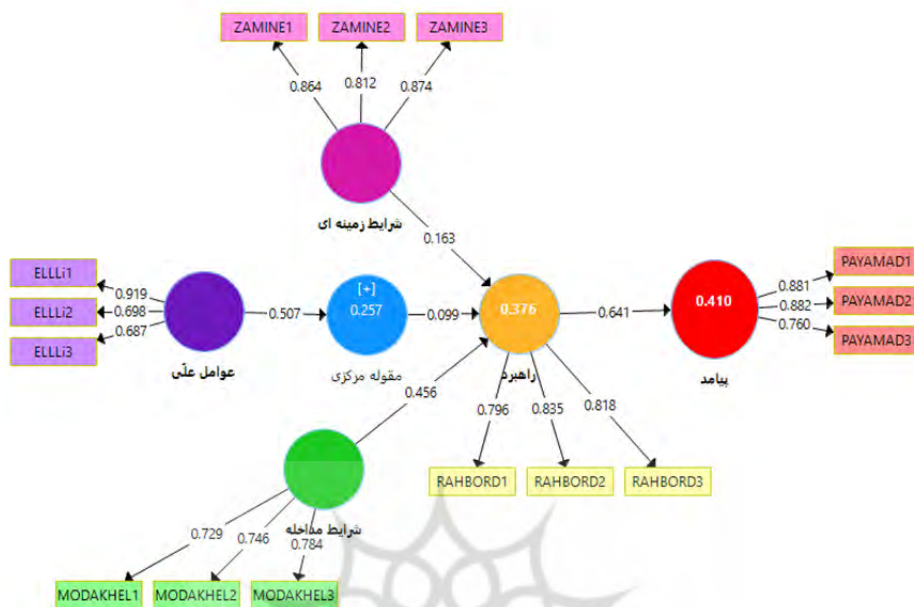 ZAMINE1
ZAMINE2
ZAMINE3
0.864
0.812
0.874
شرایط زمینه ای
0.163
ELLLi1
ELLLi2
ELLLi3
0.919
0.698
0.687
عوامل علّی
0.507
[+]
0.257
مقوله مرکزی
0.099
0.376
راهبرد
0.641
0.410
پیامد
0.881
0.882
0.760
PAYAMAD1
PAYAMAD2
PAYAMAD3
0.456
0.796
0.835
0.818
RAHBORD1
RAHBORD2
RAHBORD3
شرایط مداخله
0.729
0.746
0.784
MODAKHEL1
MODAKHEL2
MODAKHEL3